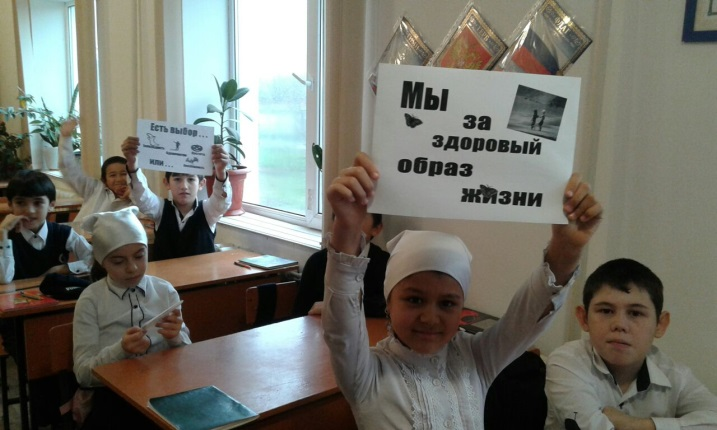 Есть выбор...
или...
Мы
за
здоровый
образ
жизни